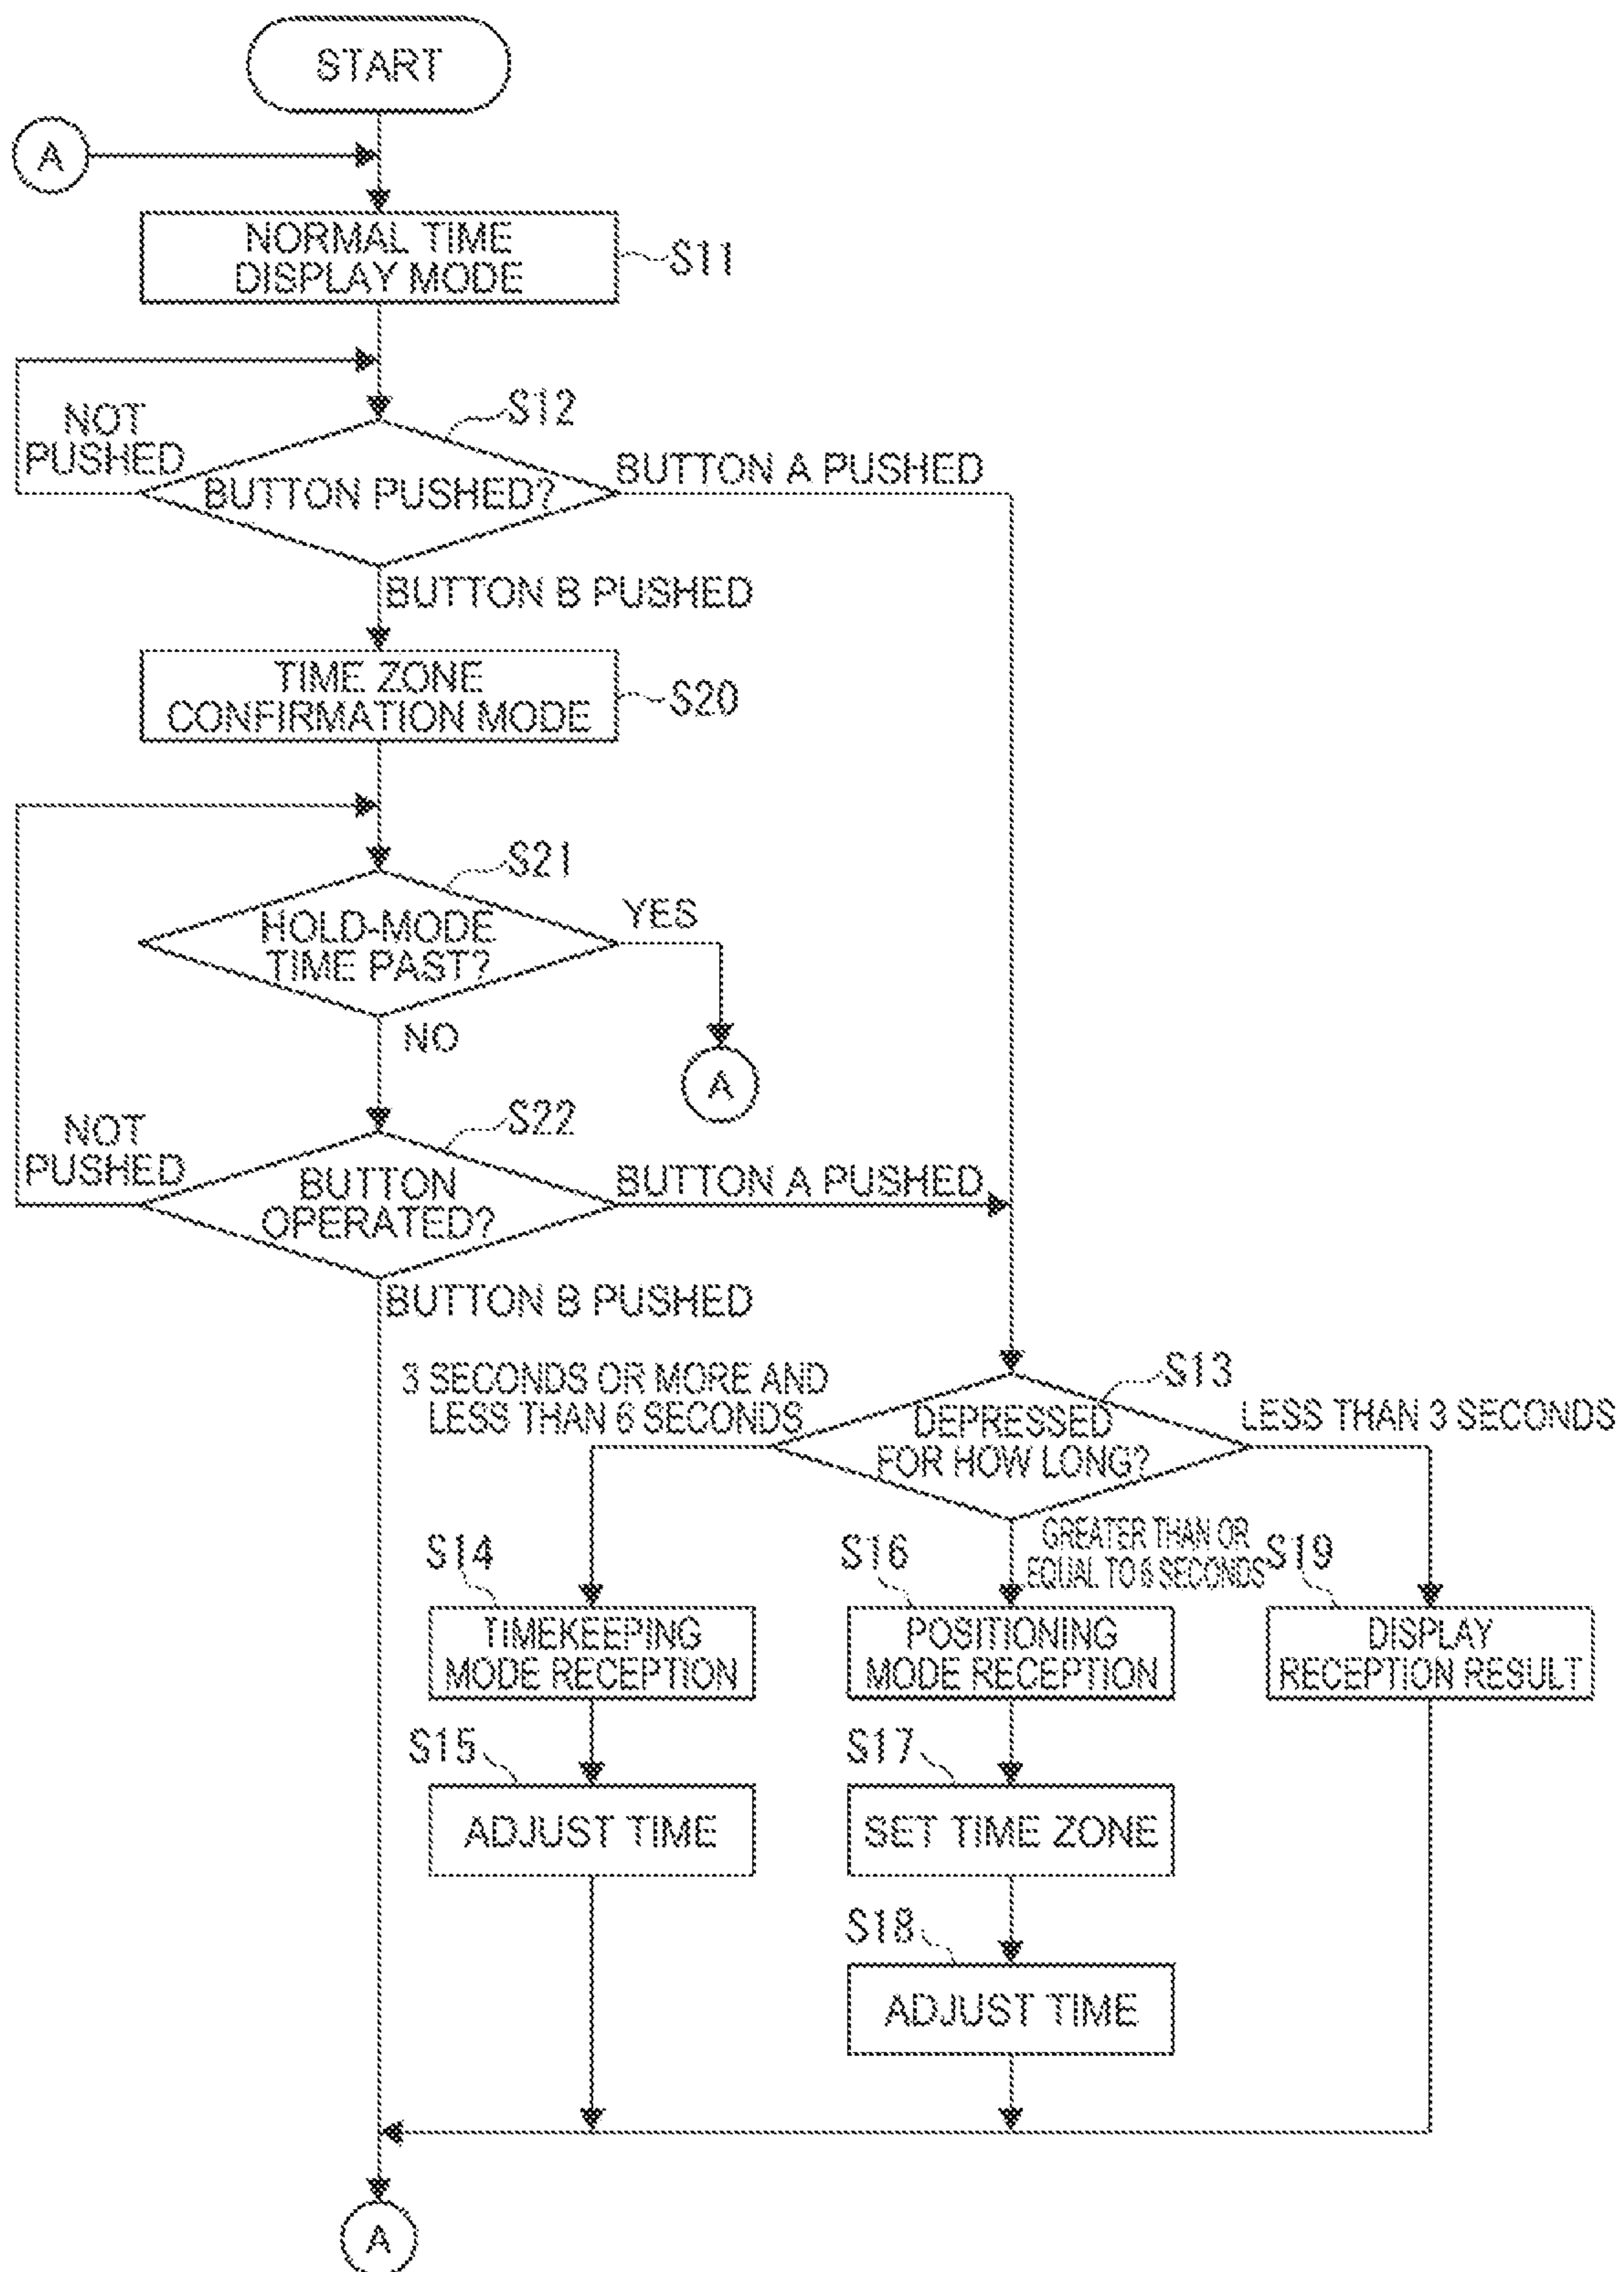 START
A
NORMAL TIME
DISPLAY MODE
S11
NOT
PUSHED
S12
BUTTON PUSHED?
BUTTON A PUSHED
BUTTON B PUSHED
TIME ZONE
CONFIRMATION MODE
S20
S21
HOLD-MODE
TIME PAST?
YES
NO
A
NOT
PUSHED
S22
BUTTON
OPERATED?
BUTTON A PUSHED
BUTTON B PUSHED
3 SECONDS OR MORE AND
LESS THAN 6 SECONDS
S13
DEPRESSED
FOR HOW LONG?
LESS THAN 3 SECONDS
GREATER THAN OR
EQUAL TO 6 SECONDS
S14
TIMEKEEPING
MODE RECEPTION
S16
POSITIONING
MODE RECEPTION
S19
DISPLAY
RECEPTION RESULT
S15
ADJUST TIME
S17
SET TIME ZONE
S18
ADJUST TIME
A